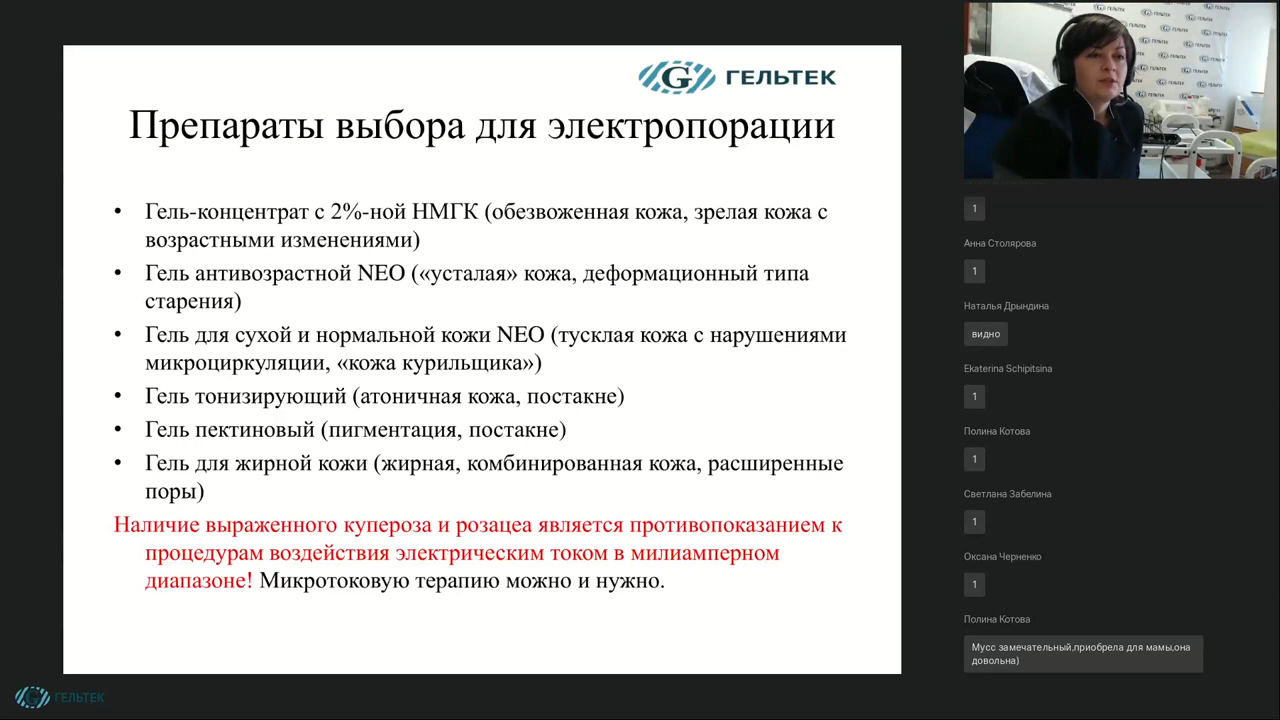 ГЕЛЬТЕК
Препараты выбора для электропорации
• Гель-концентрат с 2%-ной НМГК (обезвоженная кожа, зрелая кожа с
возрастными изменениями)
• Гель антивозрастной NEO («усталая» кожа, деформационный типа
старения)
• Гель для сухой и нормальной кожи NEO (тусклая кожа с нарушениями
микроциркуляции, «кожа курильщика»)
• Гель тонизирующий (атоничная кожа, постакне)
• Гель пектиновый (пигментация, постакне)
• Гель для жирной кожи (жирная, комбинированная кожа, расширенные
поры)
Наличие выраженного купероза и розацеа является противопоказанием к
процедурам воздействия электрическим током в милиамперном
диапазоне! Микротоковую терапию можно и нужно.
ГЕЛЬТЕК
1
Анна Столярова
1
Наталья Дрындина
видно
Ekaterina Schipitsina
1
Полина Котова
1
Светлана Забелина
1
Оксана Черненко
1
Полина Котова
Мусс замечательный,приобрела для мамы,она
довольна)